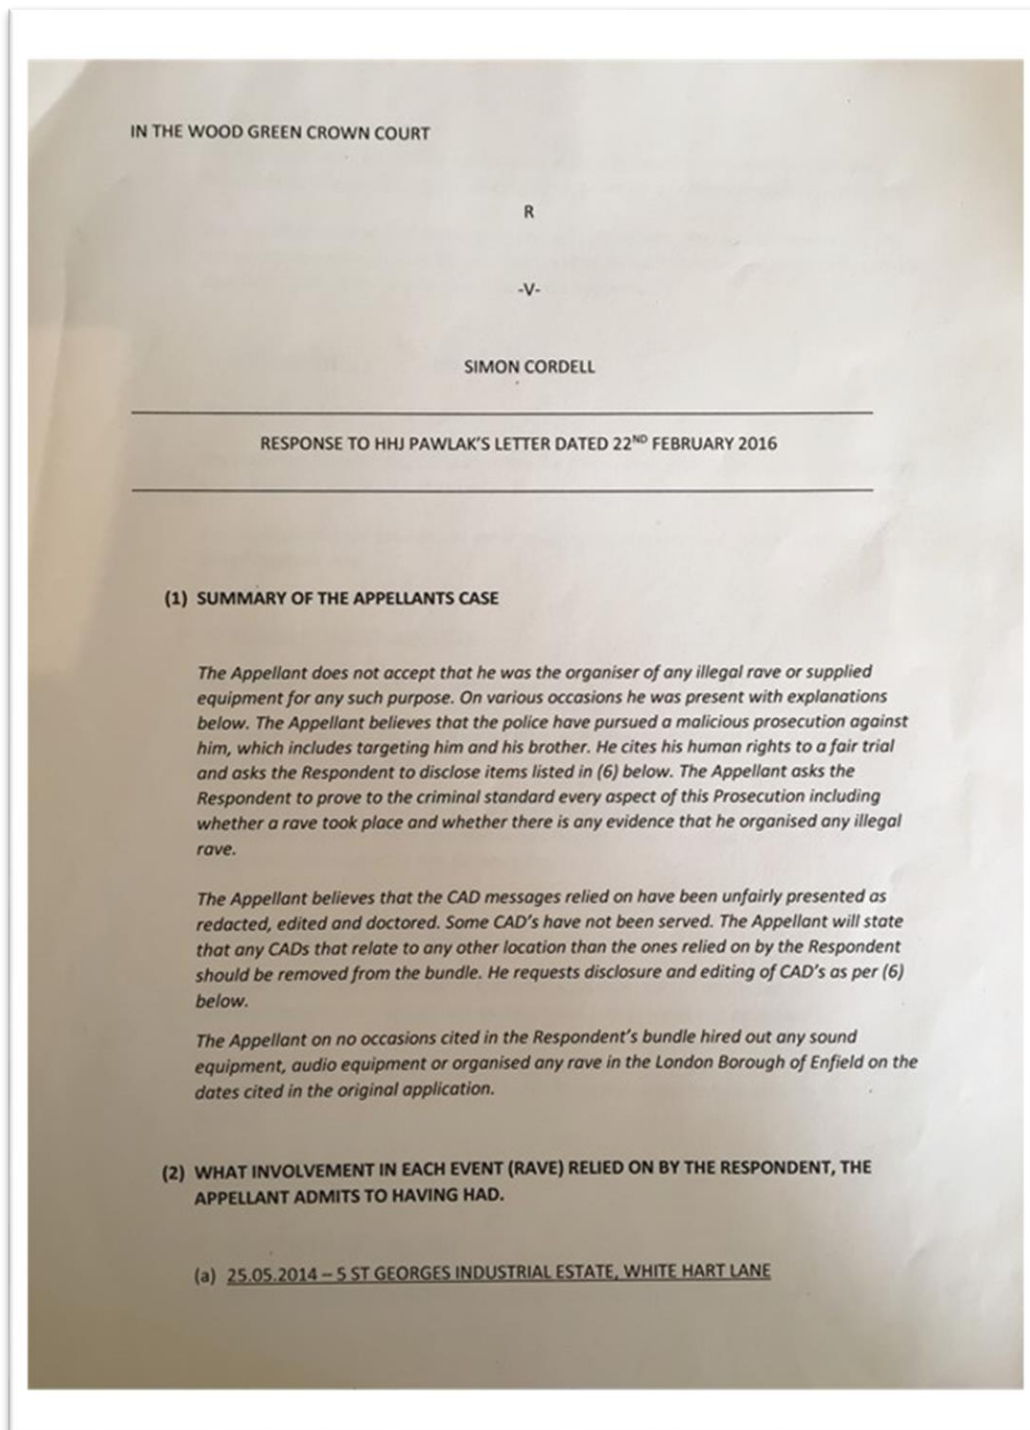 IN THE WOOD GREEN CROWN COURT
R
-V-
SIMON CORDELL
RESPONSE TO HHJ PAWLAK'S LETTER DATED 22ND FEBRUARY 2016
(1) SUMMARY OF THE APPELLANTS CASE
The Appellant does not accept that he was the organiser of any illegal rave or supplied
equipment for any such purpose. On various occasions he was present with explanations
below. The Appellant believes that the police have pursued a malicious prosecution against
him, which includes targeting him and his brother. He cites his human rights to a fair trial
and asks the Respondent to disclose items listed in (6) below. The Appellant asks the
Respondent to prove to the criminal standard every aspect of this Prosecution including
whether a rave took place and whether there is any evidence that he organised any illegal
rave.
The Appellant believes that the CAD messages relied on have been unfairly presented as
redacted, edited and doctored. Some CAD's have not been served. The Appellant will state
that any CADs that relate to any other location than the ones relied on by the Respondent
should be removed from the bundle. He requests disclosure and editing of CAD's as per (6)
below.
The Appellant on no occasions cited in the Respondent's bundle hired out any sound
equipment, audio equipment or organised any rave in the London Borough of Enfield on the
dates cited in the original application.
(2) WHAT INVOLVEMENT IN EACH EVENT (RAVE) RELIED ON BY THE RESPONDENT, THE
APPELLANT ADMITS TO HAVING HAD.
(a) 25.05.2014 – 5 ST GEORGES INDUSTRIAL ESTATE, WHITE HART LANE